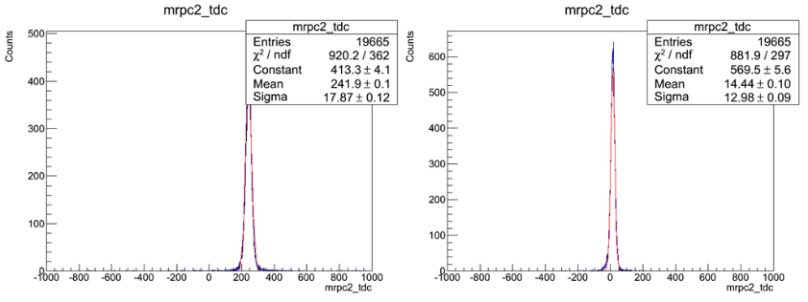 mrpc2_tdc
Counts
500
400
300
200
100
0
-1000 -800 -600 -400 -200 0 200 400 600 800 1000
mrpc2_tdc
mrpc2_tdc
Entries 19665
χ² / ndf 920.2 / 362
Constant 413.3 ± 4.1
Mean 241.9 ± 0.1
Sigma 17.87 ± 0.12
mrpc2_tdc
Counts
600
500
400
300
200
100
0
-1000 -800 -600 -400 -200 0 200 400 600 800 1000
mrpc2_tdc
mrpc2_tdc
Entries 19665
χ² / ndf 881.9 / 297
Constant 569.5 ± 5.6
Mean 14.44 ± 0.10
Sigma 12.98 ± 0.09